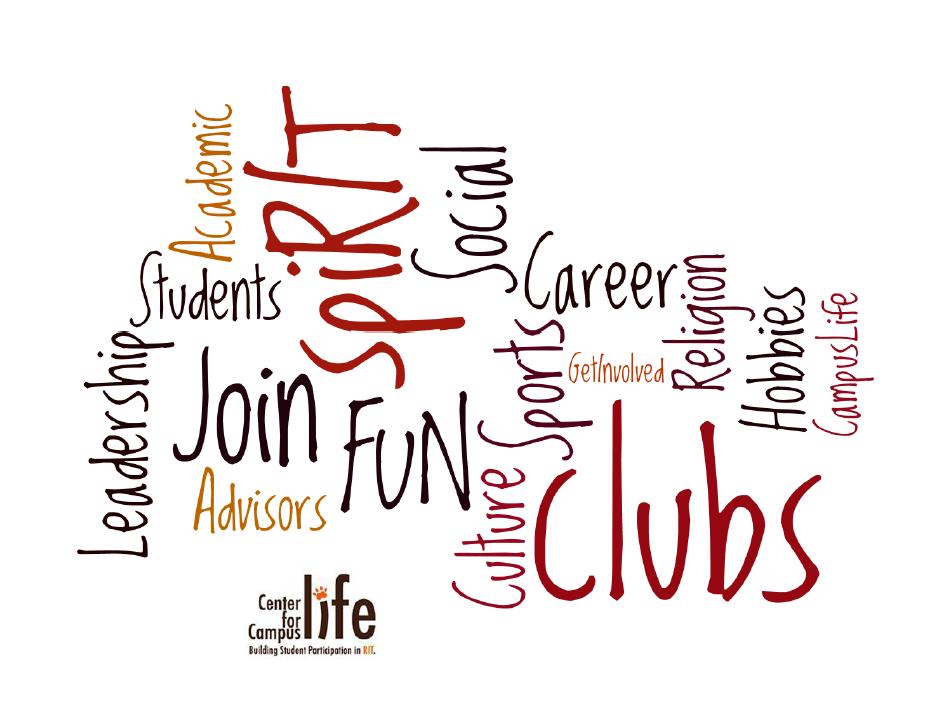 Academic
SpiRIT
Social
Students
Career
Religion
Hobbies
CampusLife
Leadership
Join
FUN
Sports
GetInvolved
Advisors
Culture
Clubs
Center
for
Campus
life
Building Student Participation in RIT.